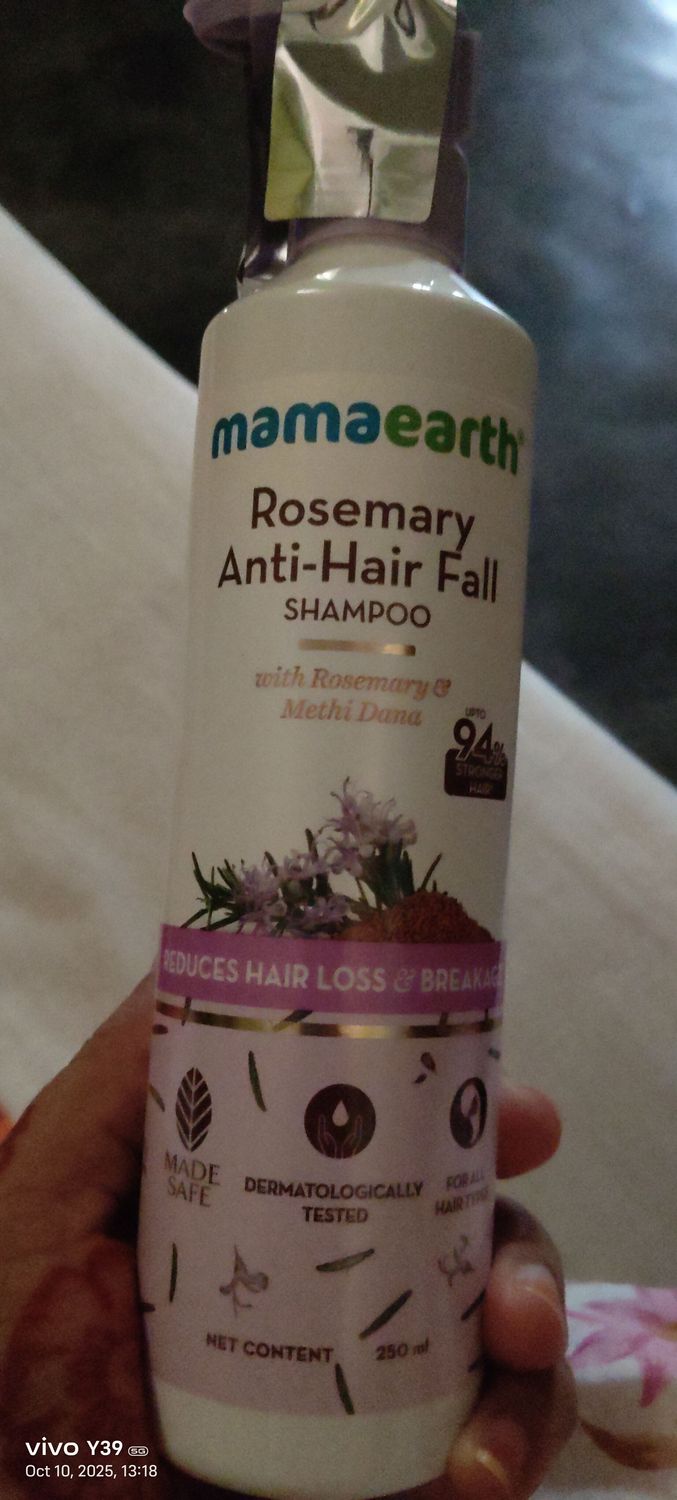 mamaearth
Rosemary
Anti-Hair Fall
SHAMPOO
with Rosemary &
Methi Dana
UPTO
94%
STRONGER
HAIR*
REDUCES HAIR LOSS & BREAKAGE
MADE
SAFE
DERMATOLOGICALLY
TESTED
FOR ALL
HAIR TYPES
NET CONTENT 250 ml
vivo Y39 5G
Oct 10, 2025, 13:18